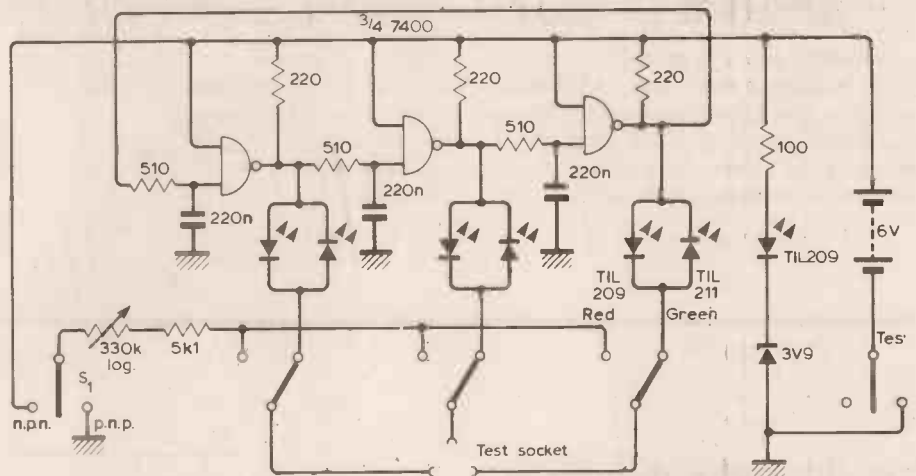 3/4 7400
220
220
220
510
510
510
100
220n
220n
220n
6V
TIL209
TIL
209
TIL
211
Red
Green
330k
log.
5k1
3V9
Tes
S1
n.p.n.
p.n.p.
Test socket